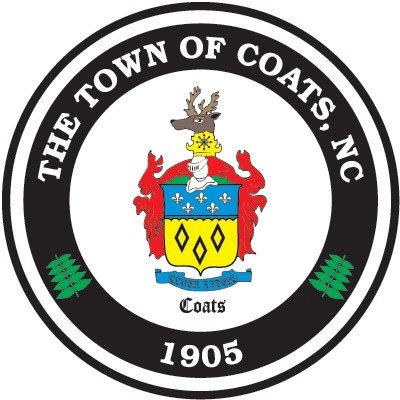 THE TOWN OF COATS, NC
Coats
1905